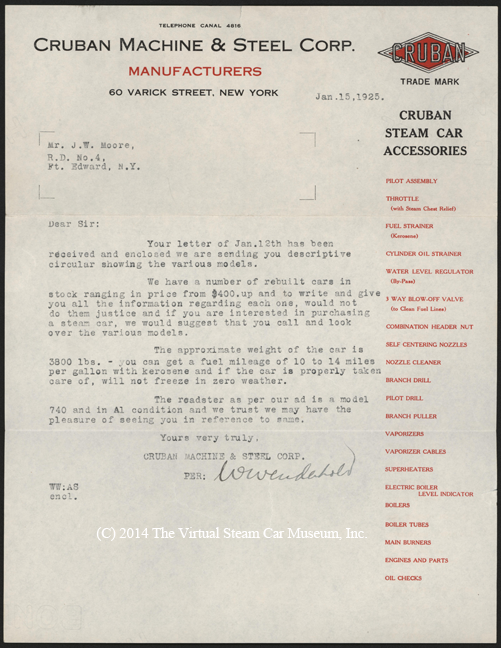 TELEPHONE CANAL 4816
CRUBAN MACHINE & STEEL CORP.
MANUFACTURERS
60 VARICK STREET, NEW YORK
CRUBAN
TRADE MARK
Jan.15,1925.
Mr. J.W. Moore,
R.D. No.4,
Ft. Edward, N.Y.
Dear Sir:
Your letter of Jan.12th has been
received and enclosed we are sending you descriptive
circular showing the various models.
We have a number of rebuilt cars in
stock ranging in price from $400.up and to write and give
you all the information regarding each one, would not
do them justice and if you are interested in purchasing
a steam car, we would suggest that you call and look
over the various models.
The approximate weight of the car is
3800 lbs. - you can get a fuel mileage of 10 to 14 miles
per gallon with kerosene and if the car is properly taken
care of, will not freeze in zero weather.
The roadster as per our ad is a model
740 and in A1 condition and we trust we may have the
pleasure of seeing you in reference to same.
Yours very truly,
CRUBAN MACHINE & STEEL CORP.
PER:
WW:AS
encl.
CRUBAN
STEAM CAR
ACCESSORIES
PILOT ASSEMBLY
THROTTLE
(with Steam Chest Relief)
FUEL STRAINER
(Kerosene)
CYLINDER OIL STRAINER
WATER LEVEL REGULATOR
(By-Pass)
3 WAY BLOW-OFF VALVE
(to Clean Fuel Lines)
COMBINATION HEADER NUT
SELF CENTERING NOZZLES
NOZZLE CLEANER
BRANCH DRILL
PILOT DRILL
BRANCH PULLER
VAPORIZERS
VAPORIZER CABLES
SUPERHEATERS
ELECTRIC BOILER
LEVEL INDICATOR
BOILERS
BOILER TUBES
MAIN BURNERS
ENGINES AND PARTS
OIL CHECKS
(C) 2014 The Virtual Steam Car Museum, Inc.